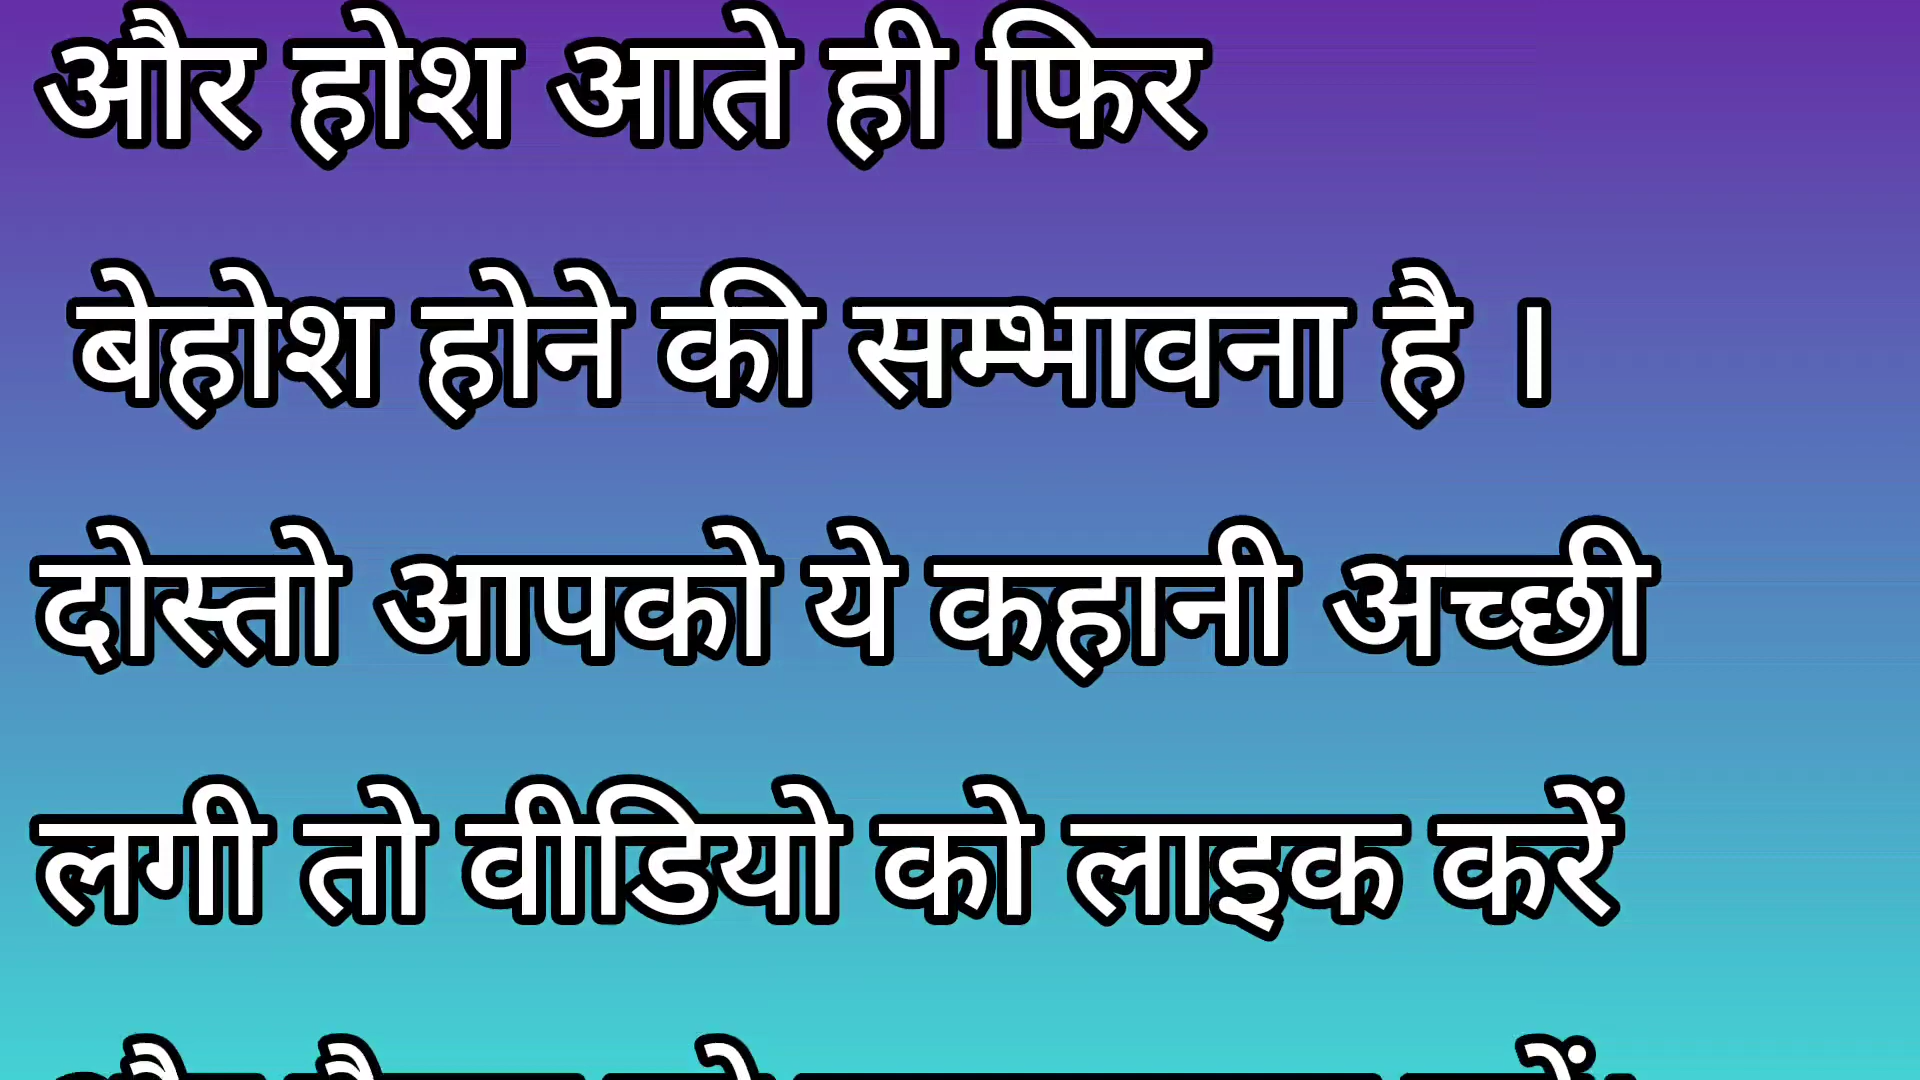 और होश आते ही फिर
बेहोश होने की सम्भावना है ।
दोस्तो आपको ये कहानी अच्छी
लगी तो वीडियो को लाइक करें